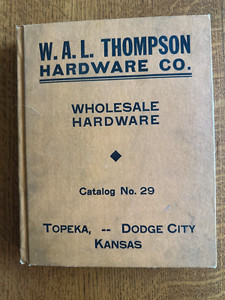 W. A. L. THOMPSON
HARDWARE CO.
WHOLESALE
HARDWARE
Catalog No. 29
TOPEKA, -- DODGE CITY
KANSAS